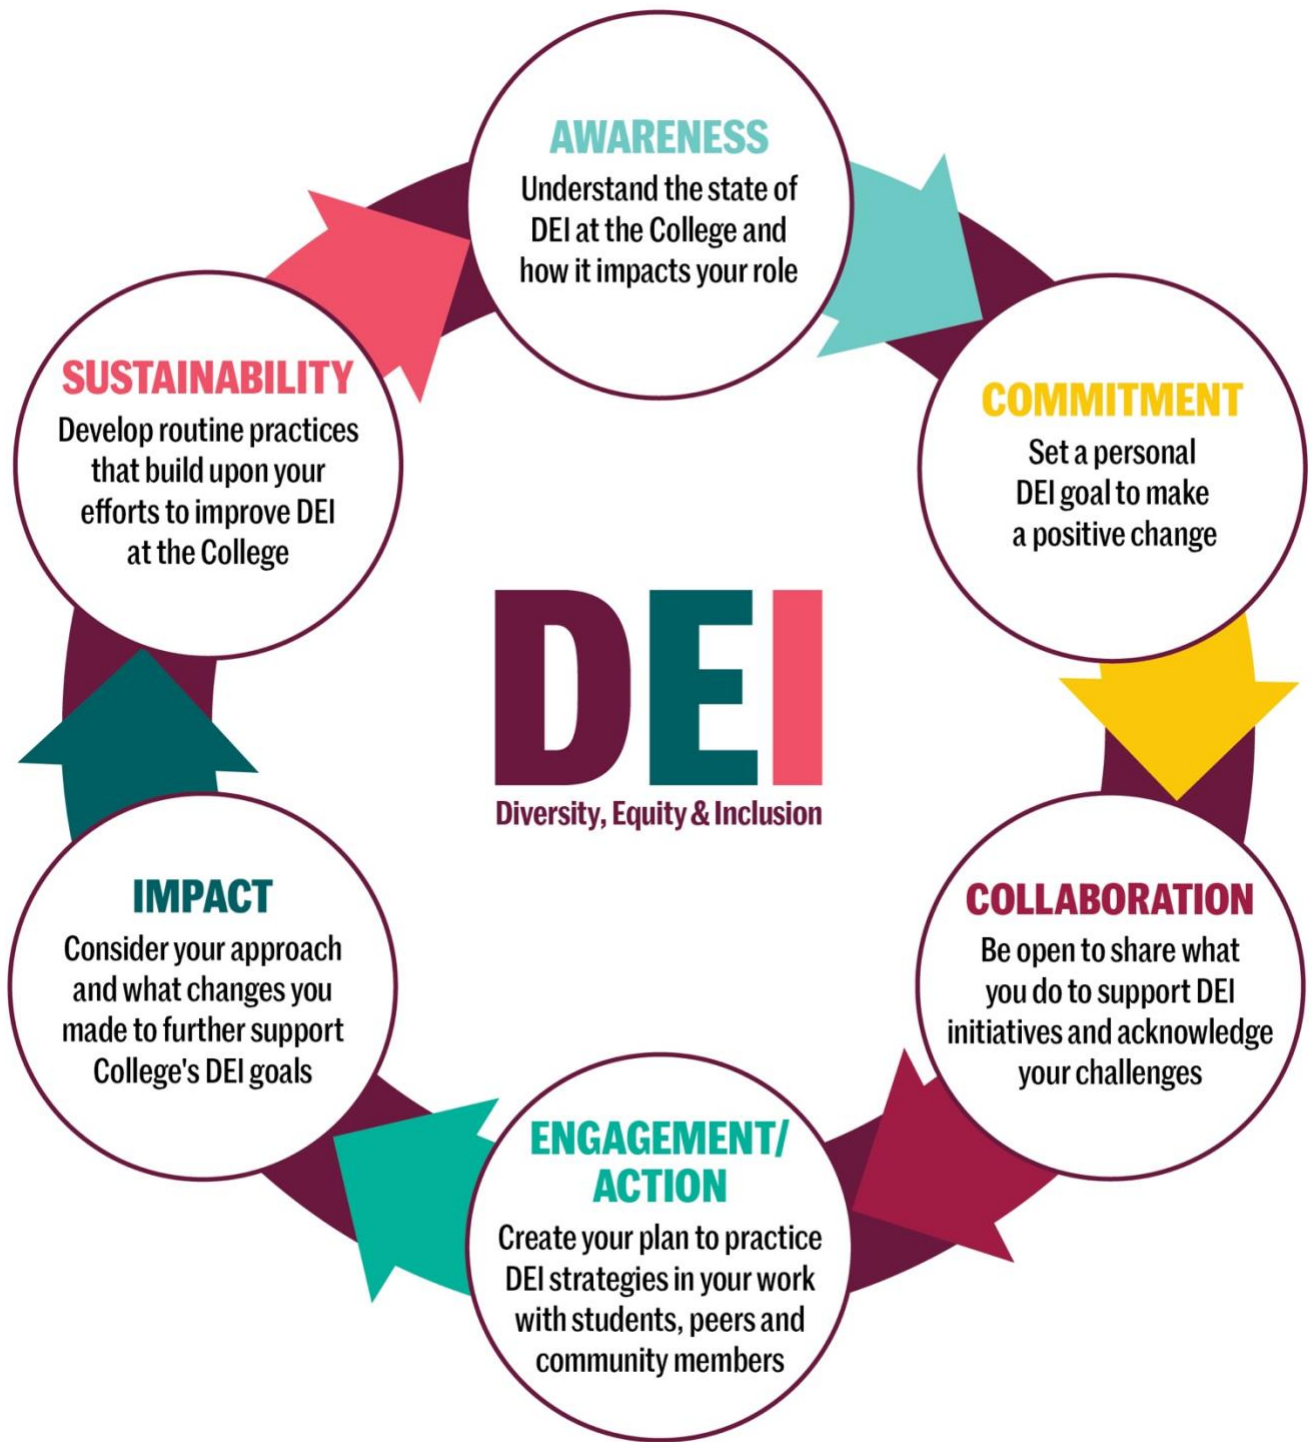 AWARENESS
Understand the state of
DEI at the College and
how it impacts your role
COMMITMENT
Set a personal
DEI goal to make
a positive change
COLLABORATION
Be open to share what
you do to support DEI
initiatives and acknowledge
your challenges
ENGAGEMENT/
ACTION
Create your plan to practice
DEI strategies in your work
with students, peers and
community members
IMPACT
Consider your approach
and what changes you
made to further support
College's DEI goals
SUSTAINABILITY
Develop routine practices
that build upon your
efforts to improve DEI
at the College
DEI
Diversity, Equity & Inclusion